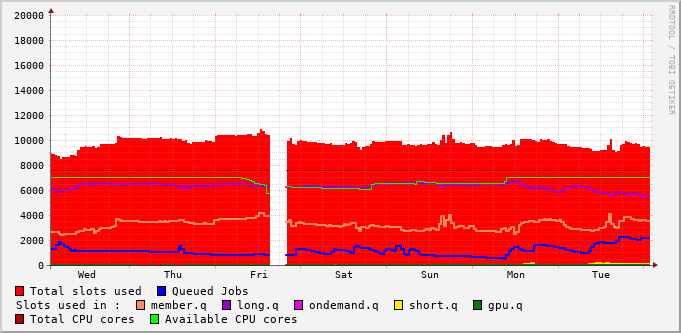 RRDTOOL / TOBI OETIKER
20000
18000
16000
14000
12000
10000
8000
6000
4000
2000
0
Wed Thu Fri Sat Sun Mon Tue
Total slots used Queued Jobs
Slots used in : member.q long.q ondemand.q short.q gpu.q
Total CPU cores Available CPU cores